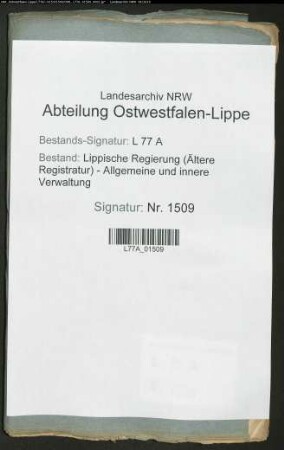 Landesarchiv NRW
Abteilung Ostwestfalen-Lippe
Bestands-Signatur: L 77 A
Bestand: Lippische Regierung (Ältere
Registratur) - Allgemeine und innere
Verwaltung
Signatur: Nr. 1509
L77A_01509